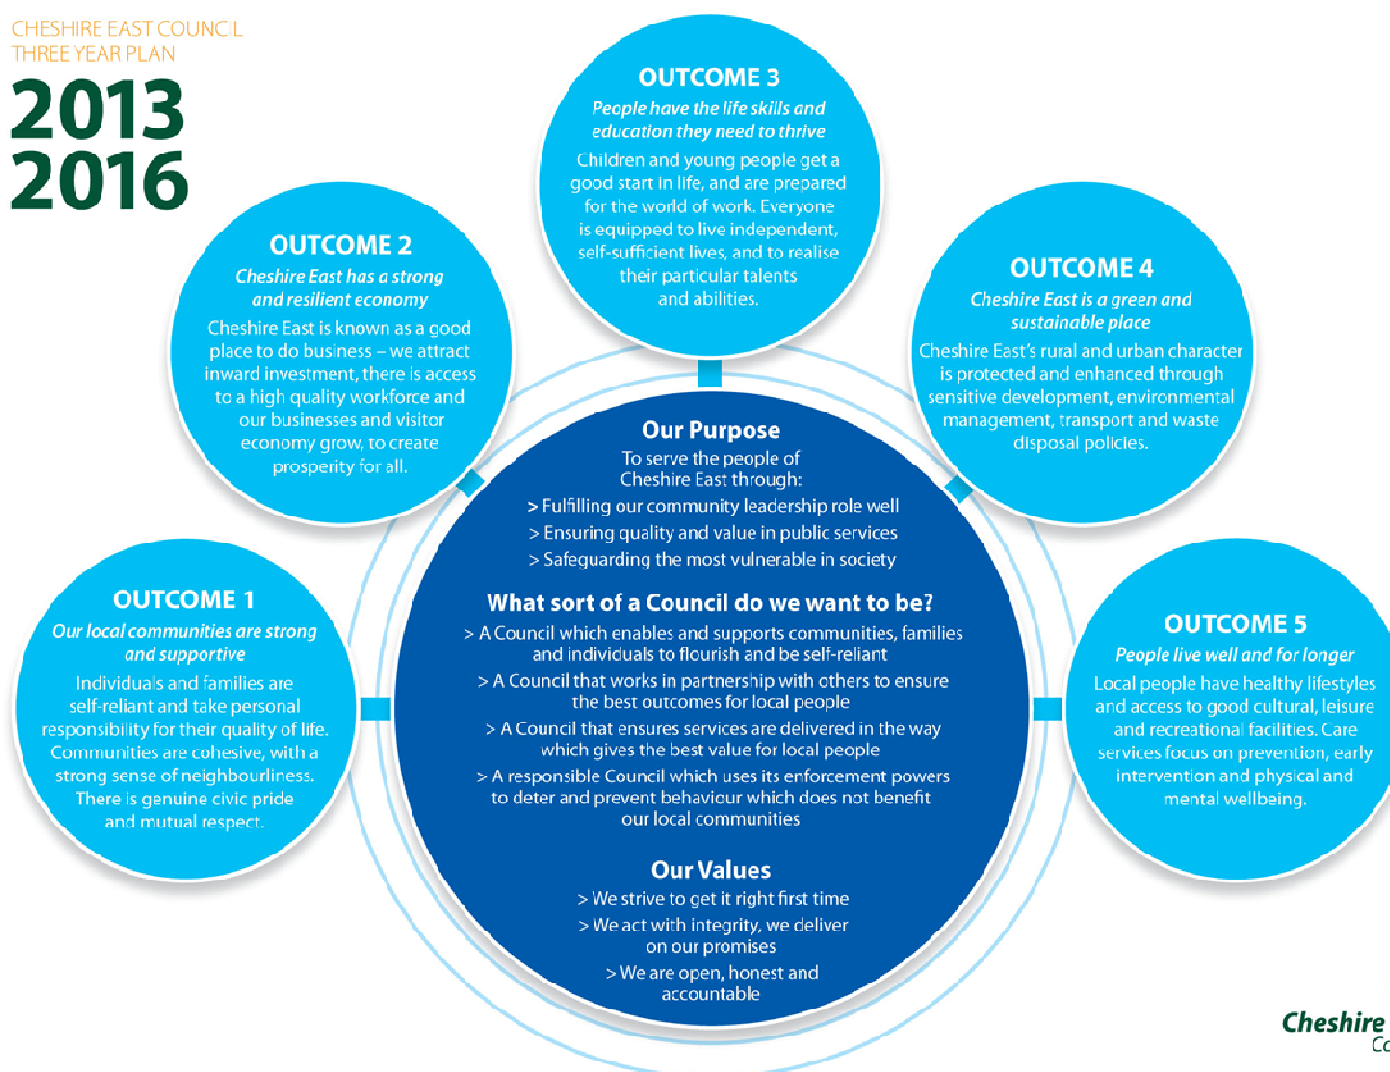 CHESHIRE EAST COUNCIL
THREE YEAR PLAN
2013
2016
OUTCOME 1
Our local communities are strong
and supportive
Individuals and families are
self-reliant and take personal
responsibility for their quality of life.
Communities are cohesive, with a
strong sense of neighbourliness.
There is genuine civic pride
and mutual respect.
OUTCOME 2
Cheshire East has a strong
and resilient economy
Cheshire East is known as a good
place to do business – we attract
inward investment, there is access
to a high quality workforce and
our businesses and visitor
economy grow, to create
prosperity for all.
OUTCOME 3
People have the life skills and
education they need to thrive
Children and young people get a
good start in life, and are prepared
for the world of work. Everyone
is equipped to live independent,
self-sufficient lives, and to realise
their particular talents
and abilities.
OUTCOME 4
Cheshire East is a green and
sustainable place
Cheshire East's rural and urban character
is protected and enhanced through
sensitive development, environmental
management, transport and waste
disposal policies.
OUTCOME 5
People live well and for longer
Local people have healthy lifestyles
and access to good cultural, leisure
and recreational facilities. Care
services focus on prevention, early
intervention and physical and
mental wellbeing.
Our Purpose
To serve the people of
Cheshire East through:
> Fulfilling our community leadership role well
> Ensuring quality and value in public services
> Safeguarding the most vulnerable in society
What sort of a Council do we want to be?
> A Council which enables and supports communities, families
and individuals to flourish and be self-reliant
> A Council that works in partnership with others to ensure
the best outcomes for local people
> A Council that ensures services are delivered in the way
which gives the best value for local people
> A responsible Council which uses its enforcement powers
to deter and prevent behaviour which does not benefit
our local communities
Our Values
> We strive to get it right first time
> We act with integrity, we deliver
on our promises
> We are open, honest and
accountable
Cheshire